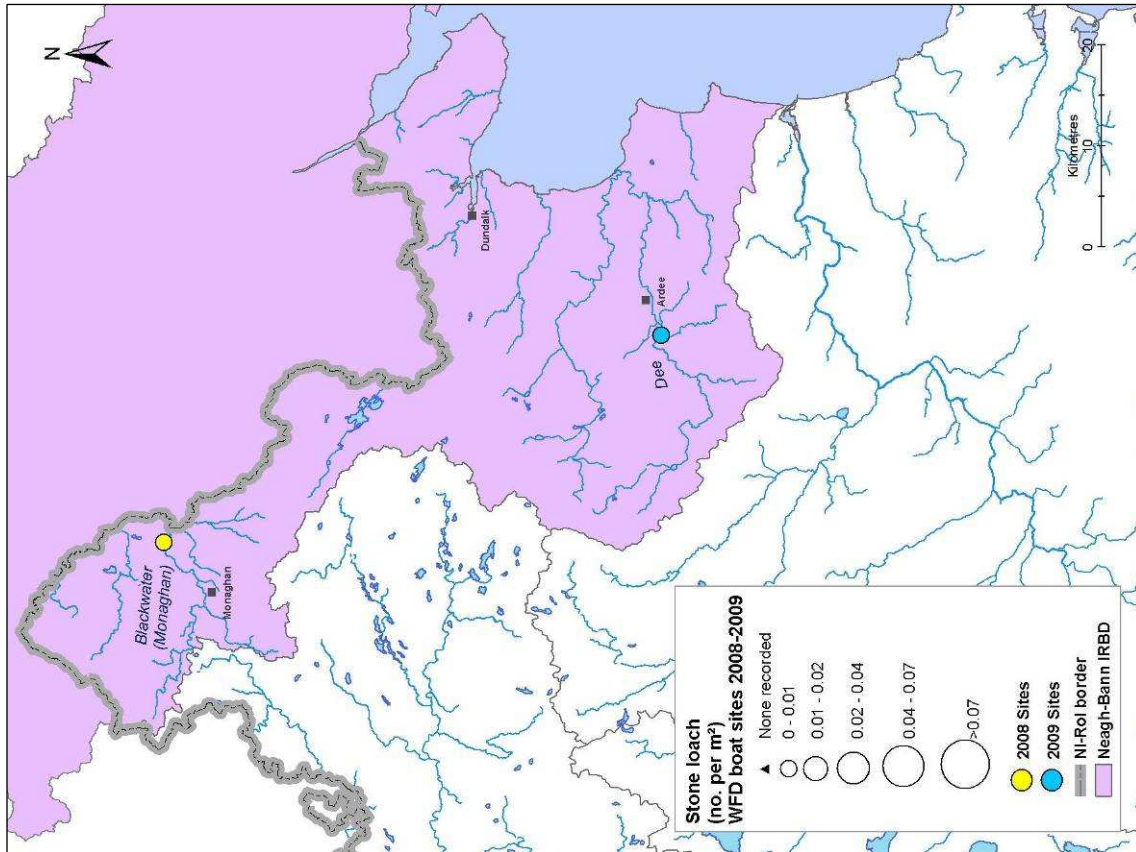 N
Blackwater
(Monaghan)
Monaghan
Dundalk
Ardee
Dee
0 10 20
Kilometres
Stone loach
(no. per m²)
WFD boat sites 2008-2009
None recorded
0 - 0.01
0.01 - 0.02
0.02 - 0.04
0.04 - 0.07
>0.07
2008 Sites
2009 Sites
NI-RoI border
Neagh-Bann IRBD